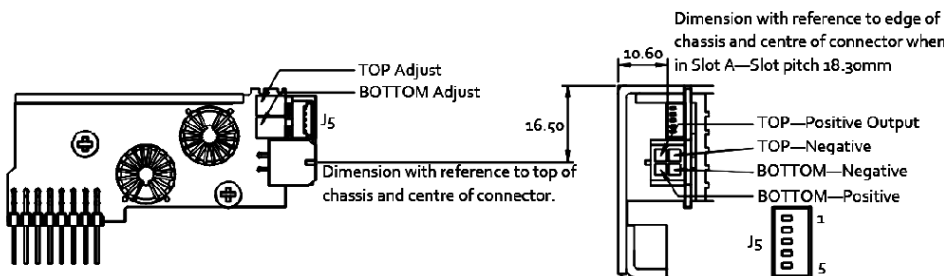 Dimension with reference to edge of
chassis and centre of connector when
in Slot A—Slot pitch 18.30mm
10.60
TOP Adjust
BOTTOM Adjust
J5
16.50
TOP—Positive Output
TOP—Negative
BOTTOM—Negative
BOTTOM—Positive
Dimension with reference to top of
chassis and centre of connector.
J5
1
5